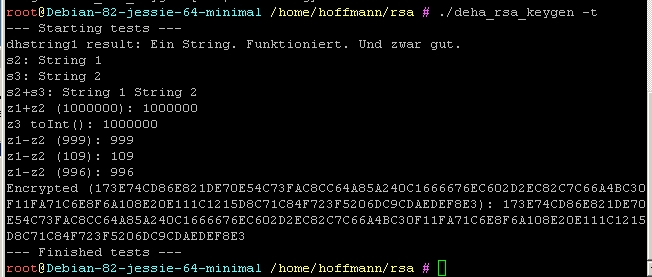 root@Debian-82-jessie-64-minimal /home/hoffmann/rsa # ./deha_rsa_keygen -t
--- Starting tests ---
dhstring1 result: Ein String. Funktioniert. Und zwar gut.
s2: String 1
s3: String 2
s2+s3: String 1 String 2
z1+z2 (1000000): 1000000
z3 toInt(): 1000000
z1-z2 (999): 999
z1-z2 (109): 109
z1-z2 (996): 996
Encrypted (173E74CD86E821DE70E54C73FAC8CC64A85A240C1666676EC602D2EC82C7C66A4BC30
F11FA71C6E8F6A108E20E111C1215D8C71C84F723F5206DC9CDAEDEF8E3): 173E74CD86E821DE70
E54C73FAC8CC64A85A240C1666676EC602D2EC82C7C66A4BC30F11FA71C6E8F6A108E20E111C1215
D8C71C84F723F5206DC9CDAEDEF8E3
--- Finished tests ---
root@Debian-82-jessie-64-minimal /home/hoffmann/rsa #